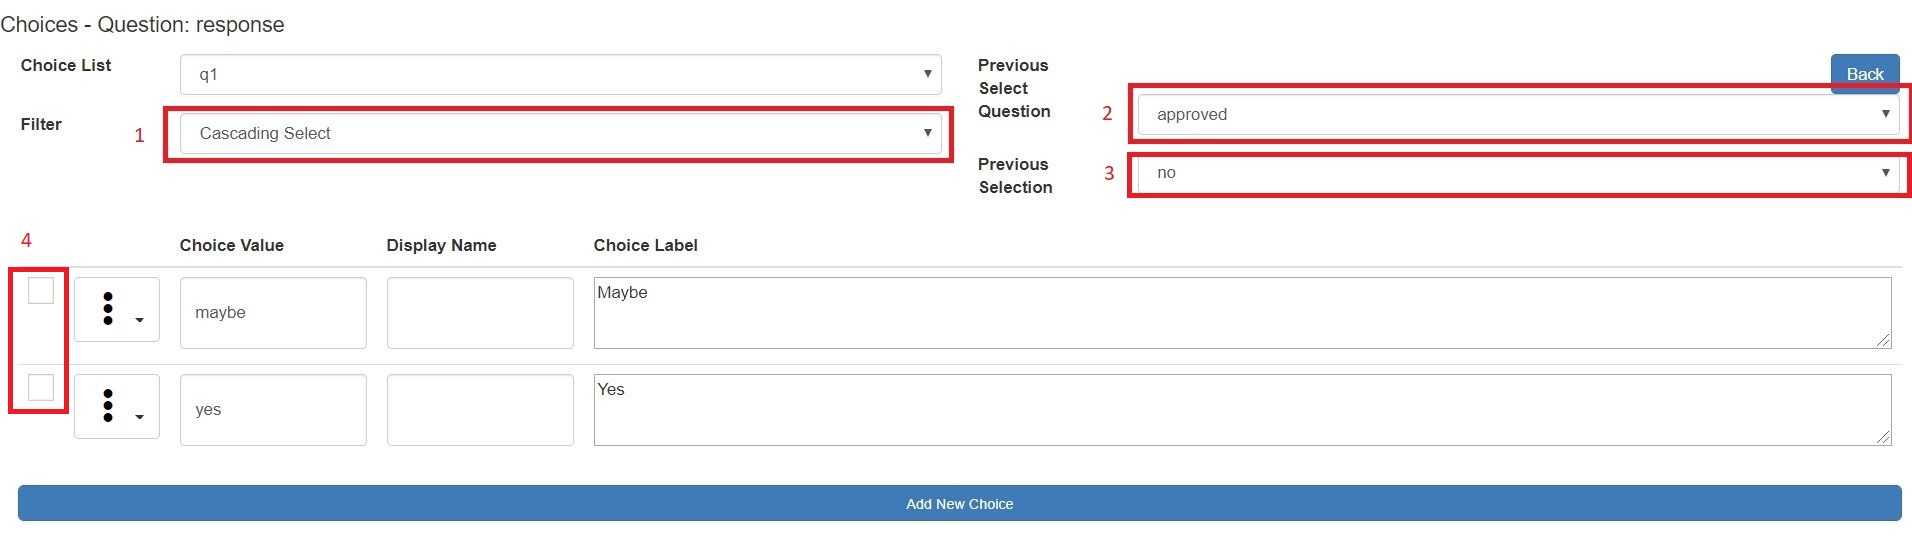 Choices - Question: response
Choice List
q1
Previous
Select
Question
Back
Filter
1
Cascading Select
2
approved
Previous
Selection
3
no
4
Choice Value
Display Name
Choice Label
maybe
Maybe
yes
Yes
Add New Choice